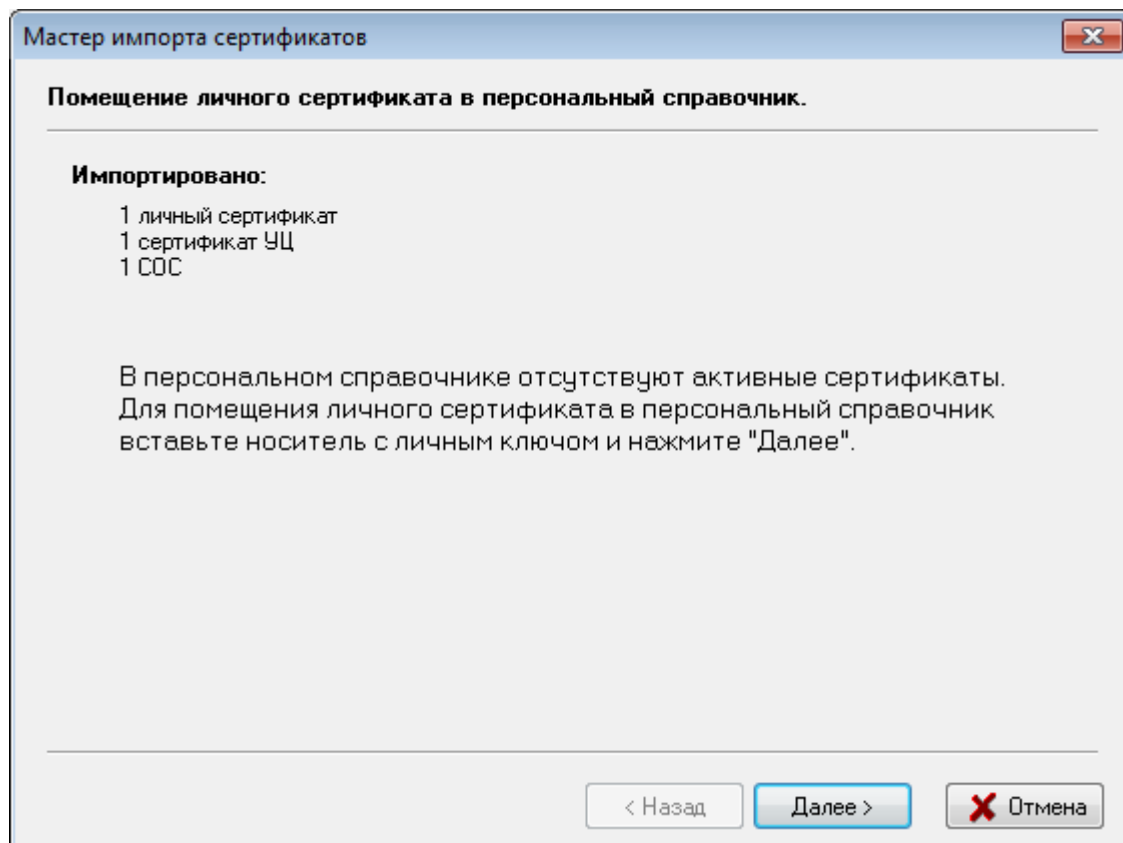 Мастер импорта сертификатов
Помещение личного сертификата в персональный справочник.
Импортировано:
1 личный сертификат
1 сертификат УЦ
1 СОС
В персональном справочнике отсутствуют активные сертификаты.
Для помещения личного сертификата в персональный справочник
вставьте носитель с личным ключом и нажмите "Далее".
< Назад
Далее >
Отмена